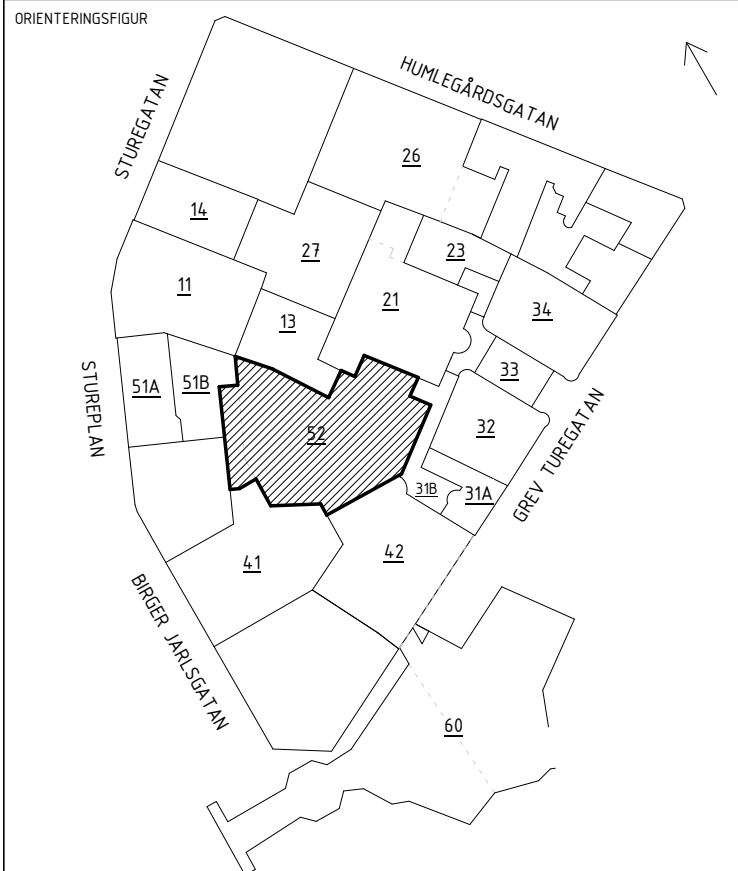 ORIENTERINGSFIGUR
HUMLEGÅRDSGATAN
STUREGATAN
26
14
23
27
11
21
34
13
33
51A
51B
STUREPLAN
32
52
GREV TUREGATAN
31B
31A
42
41
BIRGER JARLSGATAN
60